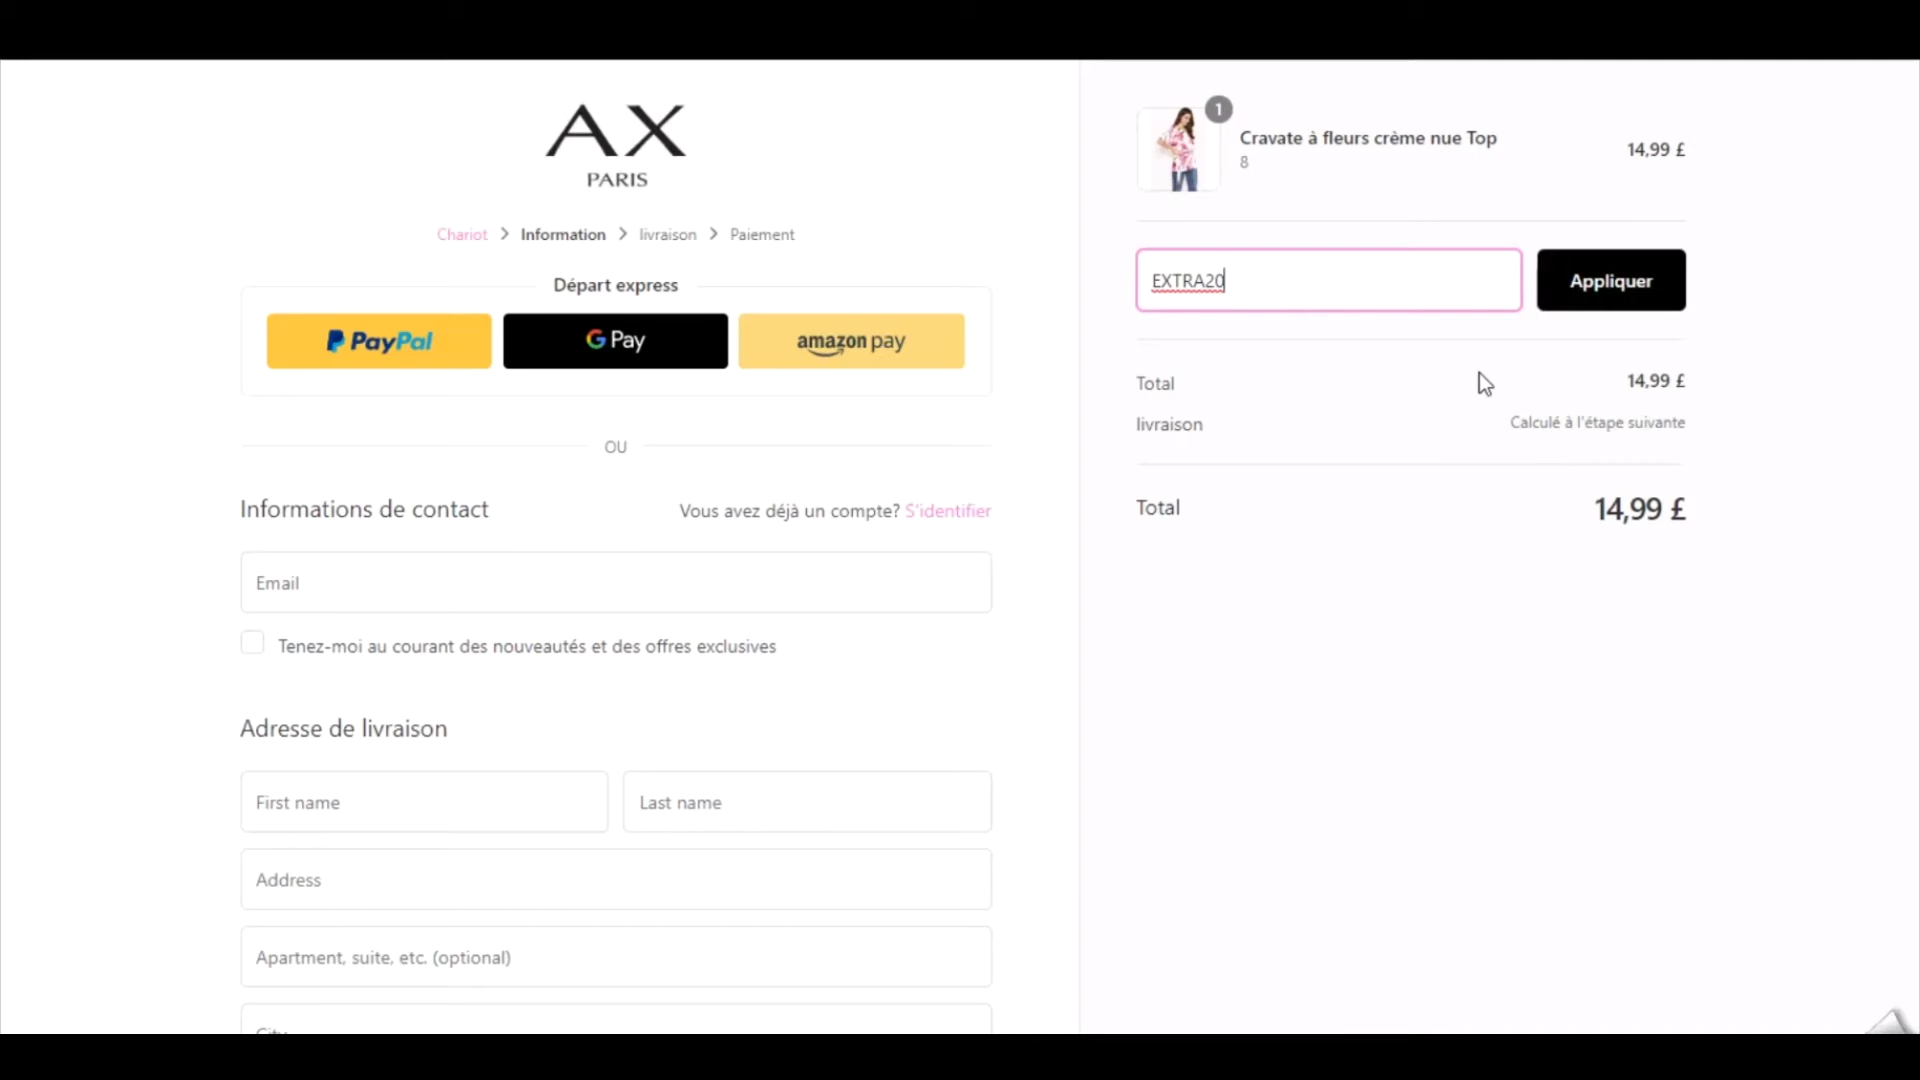 AX
PARIS
Chariot > Information > livraison > Paiement
Départ express
PayPal
G Pay
amazon pay
OU
Informations de contact
Vous avez déjà un compte? S'identifier
Email
Tenez-moi au courant des nouveautés et des offres exclusives
Adresse de livraison
First name
Last name
Address
Apartment, suite, etc. (optional)
City
1
Cravate à fleurs crème nue Top
8
14,99 £
EXTRA20
Appliquer
Total
14,99 £
livraison
Calculé à l'étape suivante
Total
14,99 £